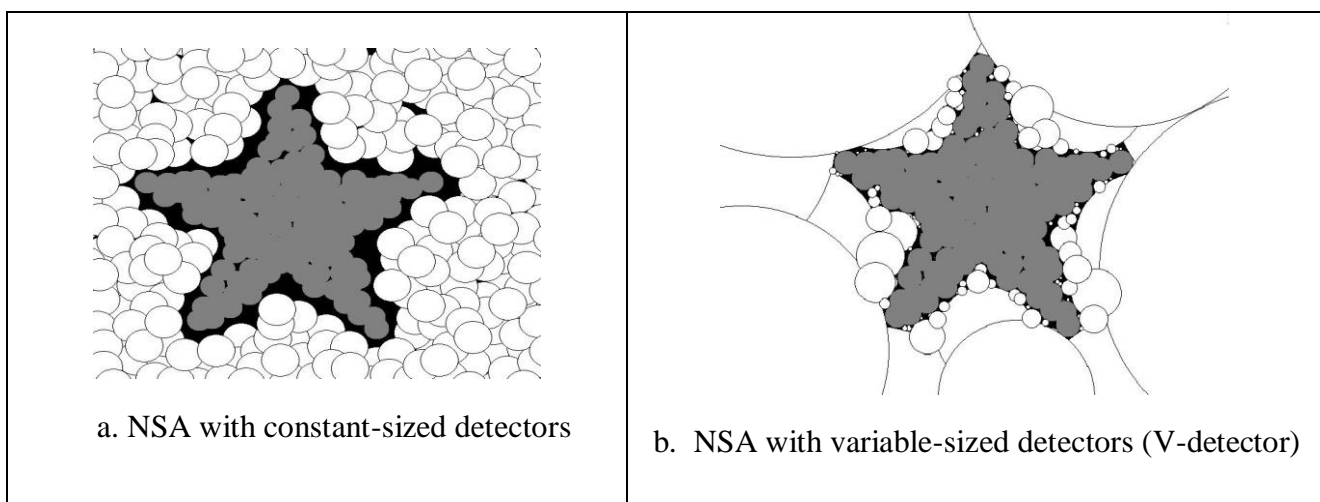 a. NSA with constant-sized detectors
b. NSA with variable-sized detectors (V-detector)